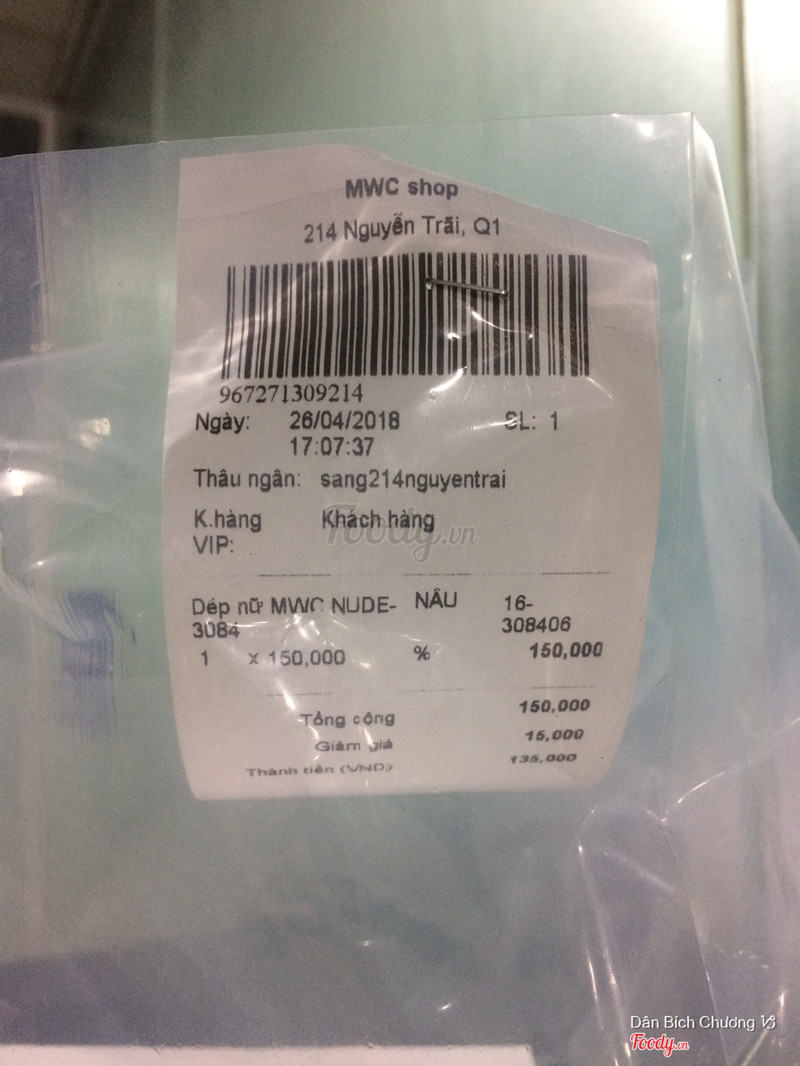 MWC shop
214 Nguyễn Trãi, Q1
967271309214
Ngày: 26/04/2018 SL: 1
17:07:37
Thâu ngân: sang214nguyentrai
K.hàng Khách hàng
VIP:
Foody.vn
Dép nữ MWC NUDE- NÂU 16-
3084 308406
1 x 150,000 % 150,000
Tổng cộng 150,000
Giảm giá 15,000
Thành tiền (VND) 135,000
Dân Bích Chương
Foody.vn